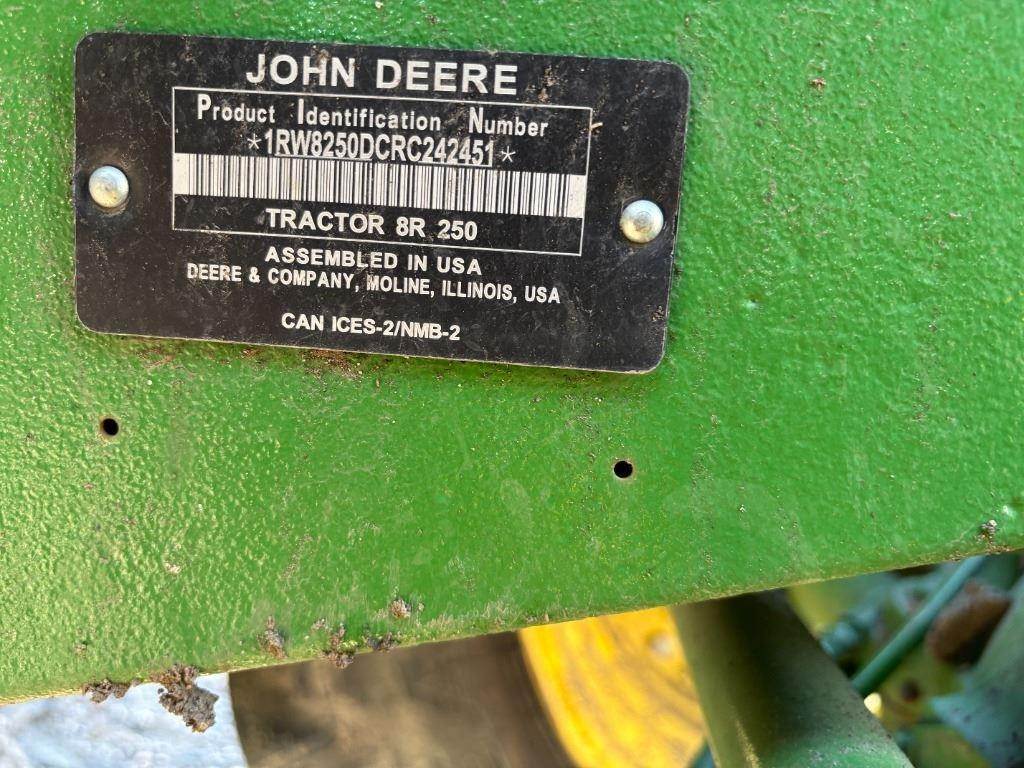 JOHN DEERE
Product Identification Number
*1RW8250DCRC242451*
TRACTOR 8R 250
ASSEMBLED IN USA
DEERE & COMPANY, MOLINE, ILLINOIS, USA
CAN ICES-2/NMB-2